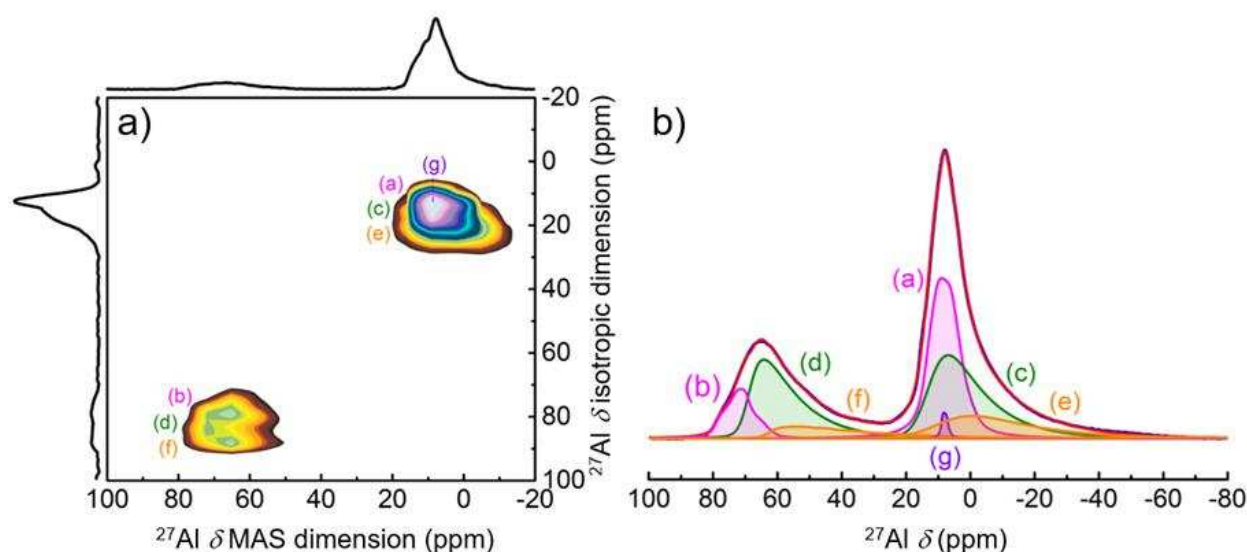 a)
(g)
(a)
(c)
(e)
(b)
(d)
(f)
-20
0
20
40
60
80
100
²⁷Al δ isotropic dimension (ppm)
100 80 60 40 20 0 -20
²⁷Al δ MAS dimension (ppm)
b)
(a)
(b)
(d)
(f)
(c)
(e)
(g)
100 80 60 40 20 0 -20 -40 -60 -80
²⁷Al δ (ppm)